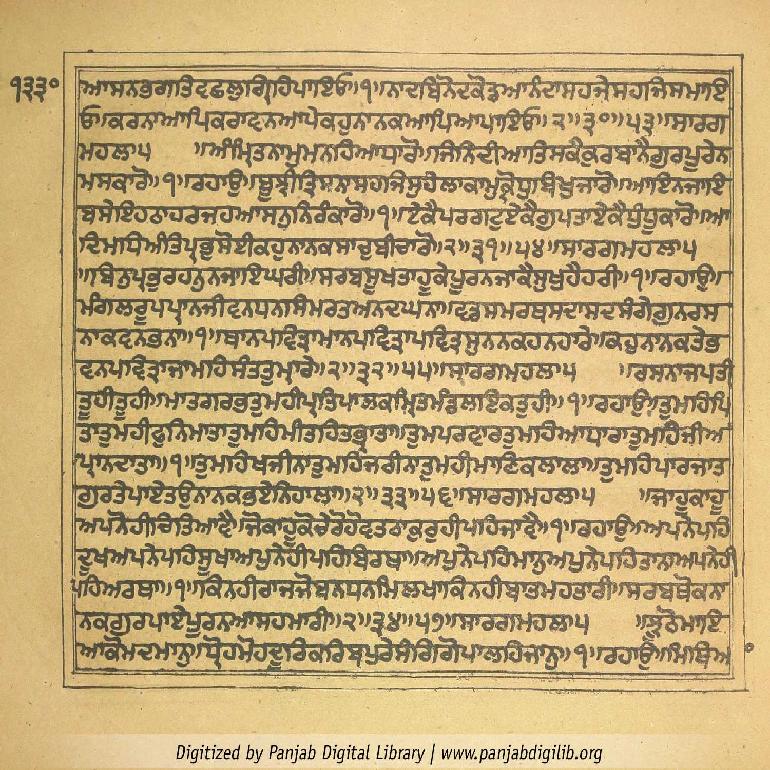 ੧੩੩੦
ਆਸਨਭਗਤਿਵਛਲੁਗਿ੍ਰਹਿਪਾਇਓ॥੧॥ਨਾਦਬਿਨੋਦਕੋਡਆਨੰਦਾਸਹਜੇਸਹਜਿਸਮਾਇ
ਓ॥ਕਰਨਾਆਪਿਕਰਾਵਨਆਪੇਕਹੁਨਾਨਕਆਪਿਆਪਾਇਓ॥੨॥੩੦॥੫੩॥ਸਾਰਗ
ਮਹਲਾ੫ ॥ਅੰਮ੍ਰਿਤਨਾਮੁਮਨਹਿਆਧਾਰੋ॥ਜਿਨਿਦੀਆਤਿਸਕੈਕੁਰਬਾਨੈਗੁਰਪੂਰੇਨ
ਮਸਕਾਰੋ॥੧॥ਰਹਾਉ॥ਬੂਝੀਤ੍ਰਿਸਨਾਸਹਜਿਸੁਹੇਲਾਕਾਮੁਕ੍ਰੋਧੁਬਿਖੁਜਾਰੋ॥ਆਇਨਜਾਇ
ਬਸੇਇਹਠਾਹਰਜਹਆਸਨੁਨਿਰੰਕਾਰੋ॥੧॥ਏਕੈਪਰਗਟੁਏਕੈਗੁਪਤਾਏਕੈਧੁੰਧੂਕਾਰੋ॥ਆ
ਦਿਮਧਿਅੰਤਿਪ੍ਰਭੁਸੋਈਕਹੁਨਾਨਕਸਾਚੁਬੀਚਾਰੋ॥੨॥੩੧॥੫੪॥ਸਾਰਗਮਹਲਾ੫
॥ਬਿਨੁਪ੍ਰਭਰਹਨੁਨਜਾਇਘਰੀ॥ਸਰਬਸੂਖਤਾਹੂਕੇਪੂਰਨਜਾਕੈਸੁਖੁਹੈਹਰੀ॥੧॥ਰਹਾਉ॥
ਮੰਗਲਰੂਪਪ੍ਰਾਨਜੀਵਨਧਨਸਿਮਰਤਅਨਦਘਨਾ॥ਵਡਸਮਰਥਸਦਾਸਦਸੰਗੇਗੁਨਰਸ
ਨਾਕਵਨਭਨਾ॥੧॥ਥਾਨਪਵਿਤ੍ਰਾਮਾਨਪਵਿਤ੍ਰਾਪਵਿਤ੍ਰਸੁਨਨਕਹਨਹਾਰੇ॥ਕਹੁਨਾਨਕਤੇਭ
ਵਨਪਵਿਤ੍ਰਾਜਾਮਹਿਸੰਤਤੁਮ੍ਹਾਰੇ॥੨॥੩੨॥੫੫॥ਸਾਰਗਮਹਲਾ੫ ॥ਰਸਨਾਜਪਤੀ
ਤੂਹੀਤੂਹੀ॥ਮਾਤਗਰਭਤੁਮਹੀਪ੍ਰਤਿਪਾਲਕਮ੍ਰਿਤਮੰਡਲਇਕਤੁਹੀ॥੧॥ਰਹਾਉ॥ਤੁਮਹਿਪਿ
ਤਾਤੁਮਹੀਫੁਨਿਮਾਤਾਤੁਮਹਿਮੀਤਹਿਤਭ੍ਰਾਤਾ॥ਤੁਮਪਰਵਾਰਤੁਮਹਿਆਧਾਰਾਤੁਮਹਿਜੀਅ
ਪ੍ਰਾਨਦਾਤਾ॥੧॥ਤੁਮਹਿਖਜੀਨਾਤੁਮਹਿਜਰੀਨਾਤੁਮਹੀਮਾਣਿਕਲਾਲਾ॥ਤੁਮਹਿਪਾਰਜਾਤ
ਗੁਰਤੇਪਾਏਤਉਨਾਨਕਭਏਨਿਹਾਲਾ॥੨॥੩੩॥੫੬॥ਸਾਰਗਮਹਲਾ੫ ॥ਜਾਹੂਕਾਹੂ
ਅਪਨੋਹੀਚਿਤਿਆਵੈ॥ਜੋਕਾਹੂਕੋਚੇਰੋਹੋਵਤਠਾਕੁਰਹੀਪਹਿਜਾਵੈ॥੧॥ਰਹਾਉ॥ਅਪਨੇਪਹਿ
ਦੂਖਅਪਨੇਪਹਿਸੂਖਾਅਪੁਨੇਹੀਪਹਿਬਿਰਥਾ॥ਅਪੁਨੇਪਹਿਮਾਨੁਅਪੁਨੇਪਹਿਤਾਨਾਅਪਨੇਹੀ
ਪਹਿਅਰਥਾ॥੧॥ਕਿਨਹੀਰਾਜਜੋਬਨਧਨਮਿਲਖਾਕਿਨਹੀਬਾਪਮਹਤਾਰੀ॥ਸਰਬਥੋਕਨਾ
ਨਕਗੁਰਪਾਏਪੂਰਨਆਸਹਮਾਰੀ॥੨॥੩੪॥੫੭॥ਸਾਰਗਮਹਲਾ੫ ॥ਝੂਠੋਮਾਇ
ਆਕੋਮਦਮਾਨੁ॥ਧ੍ਰੋਹਮੋਹਦੂਰਿਕਰਿਬਪੁਰੇਸੰਗਿਗੋਪਾਲਹਿਜਾਨੁ॥੧॥ਰਹਾਉ॥ਮਿਥਿਆ
Digitized by Panjab Digital Library | www.panjabdigilib.org